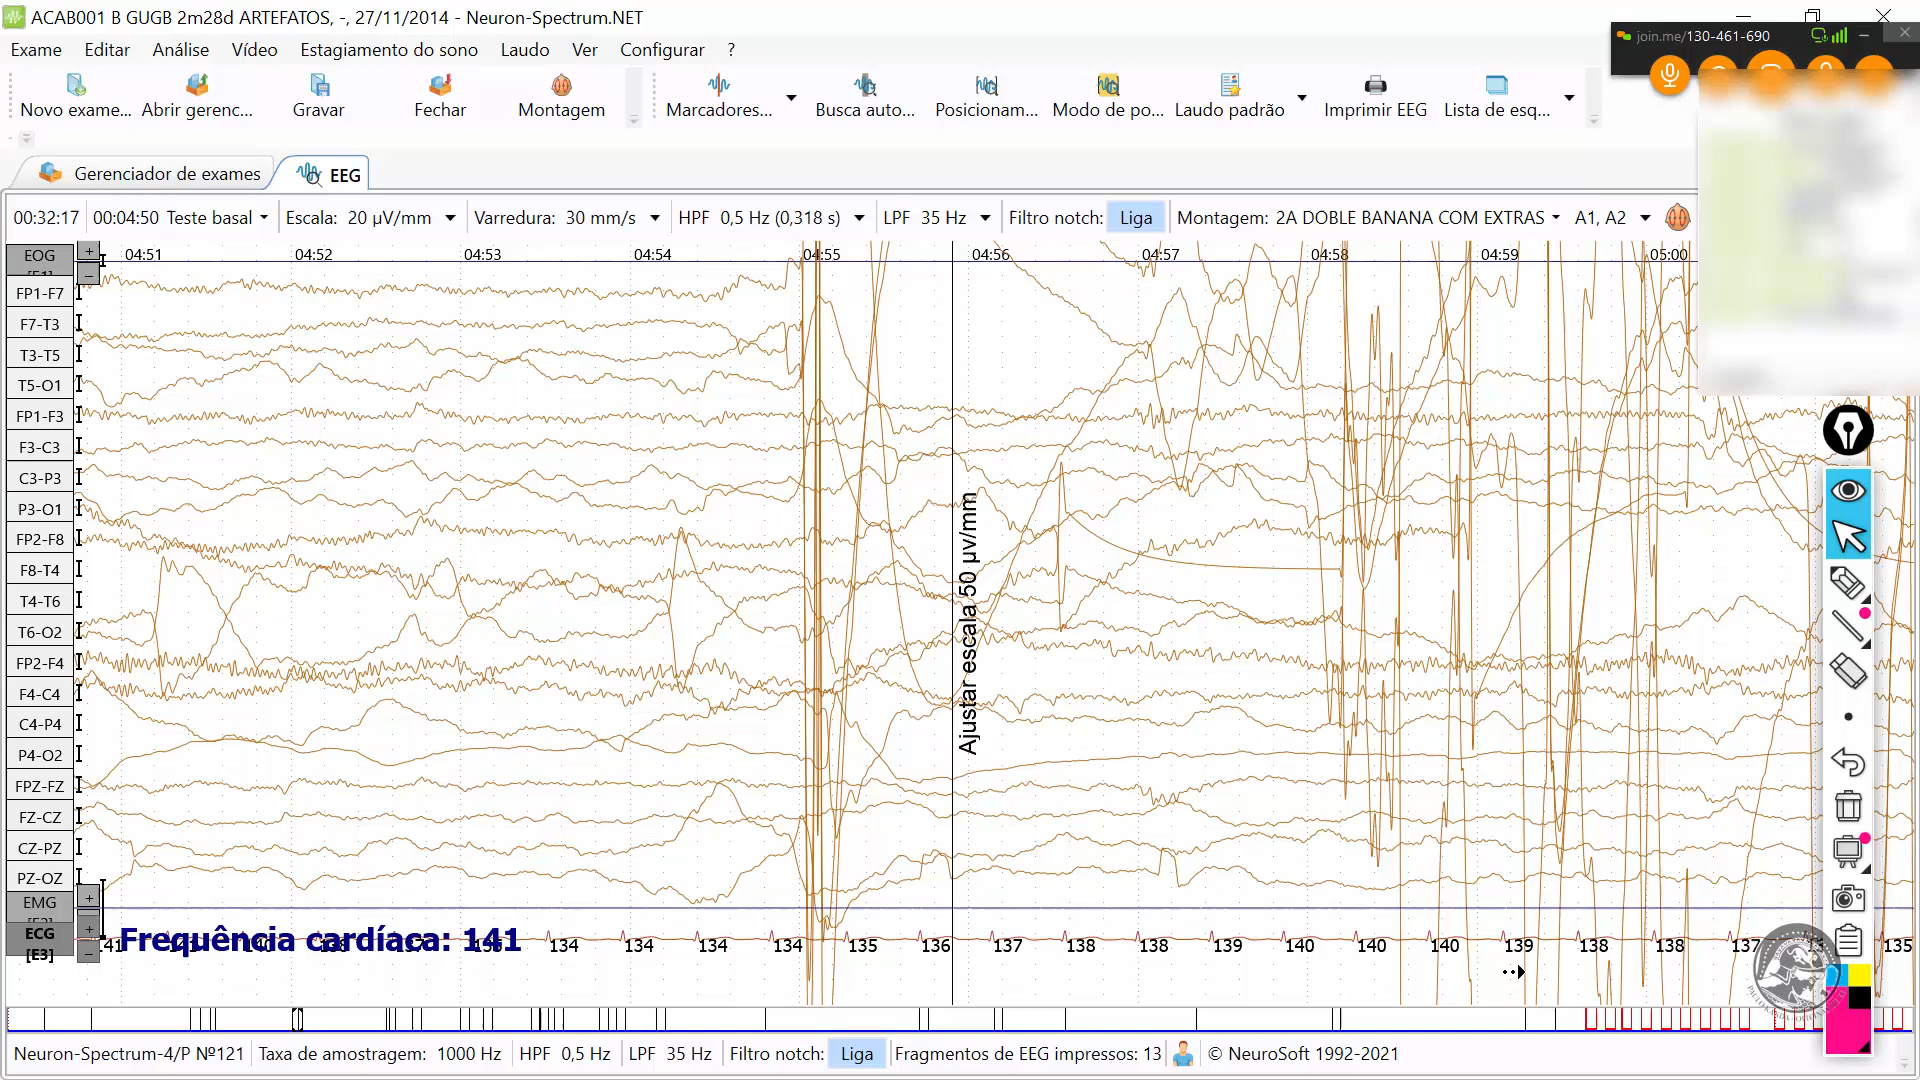 ACAB001 B GUGB 2m28d ARTEFATOS, -, 27/11/2014 - Neuron-Spectrum.NET
join.me/130-461-690
Exame Editar Análise Vídeo Estagiamento do sono Laudo Ver Configurar ?
Novo exame... Abrir gerenc... Gravar Fechar Montagem Marcadores... Busca auto... Posicionam... Modo de po... Laudo padrão Imprimir EEG Lista de esq...
Gerenciador de exames EEG
00:32:17 00:04:50 Teste basal Escala: 20 µV/mm Varredura: 30 mm/s HPF 0,5 Hz (0,318 s) LPF 35 Hz Filtro notch: Liga Montagem: 2A DOBLE BANANA COM EXTRAS A1, A2
EOG 04:51 04:52 04:53 04:54 04:55 04:56 04:57 04:58 04:59 05:00
FP1-F7
F7-T3
T3-T5
T5-O1
FP1-F3
F3-C3
C3-P3
P3-O1
FP2-F8
F8-T4
T4-T6
T6-O2
FP2-F4
F4-C4
C4-P4
P4-O2
FPZ-FZ
FZ-CZ
CZ-PZ
PZ-OZ
Ajustar escala 50 µv/mm
EMG
ECG
[E3]
Frequência cardíaca: 141
134 134 134 134 135 136 137 138 138 139 140 140 140 139 138 138 137 135
Neuron-Spectrum-4/P №121 Taxa de amostragem: 1000 Hz HPF 0,5 Hz LPF 35 Hz Filtro notch: Liga Fragmentos de EEG impressos: 13 © NeuroSoft 1992-2021